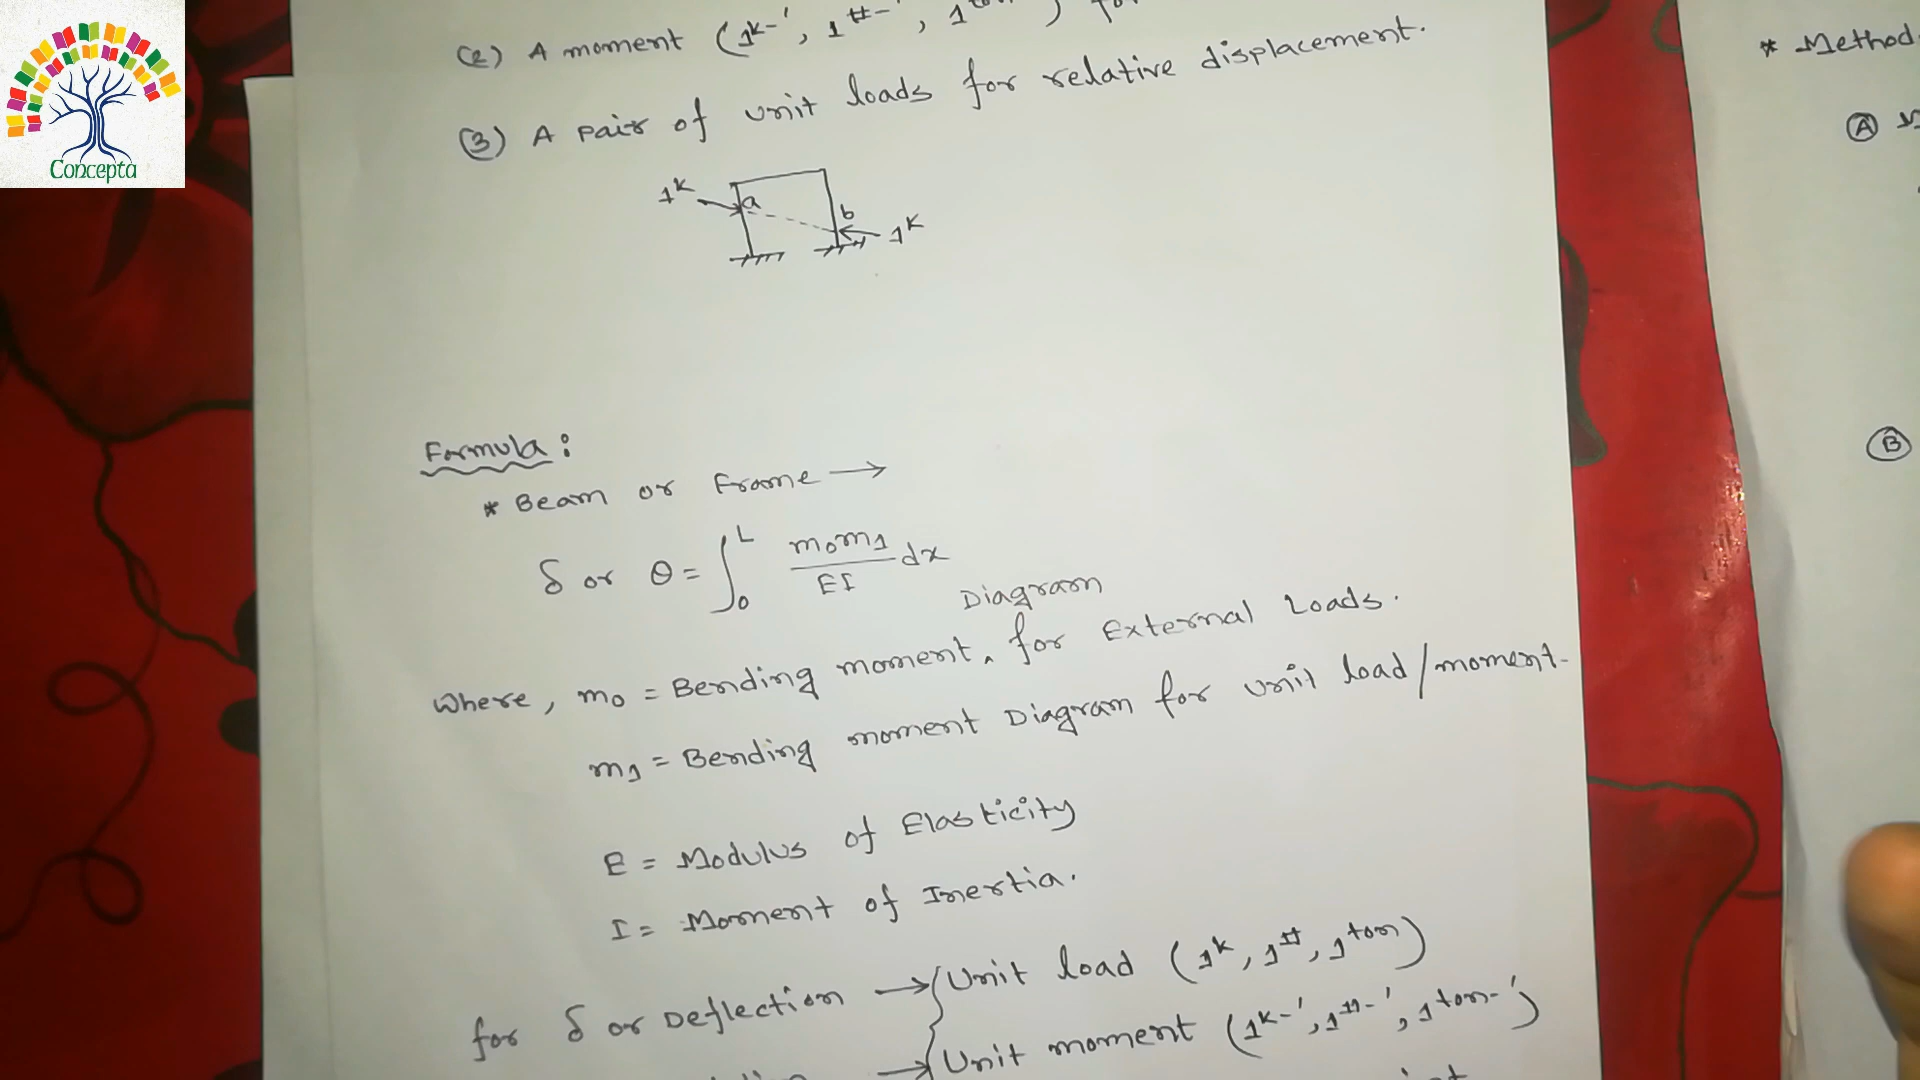 Concepta
(2) A moment (1k-', 1#-', 1
(3) A pair of unit loads for relative displacement.
1k
a
b
1k
Formula :
* Beam or Frame →
δ or θ = ∫₀ᴸ m₀m₁/EI dx
Diagram
Where, m₀ = Bending moment ‸ for External Loads.
m₁ = Bending moment Diagram for unit load/moment.
E = Modulus of Elasticity
I = Moment of Inertia.
for δ or Deflection → { Unit load (1k, 1#, 1ton)
→ Unit moment (1k-', 1#-', 1ton-')
* Method
(A)
(B)